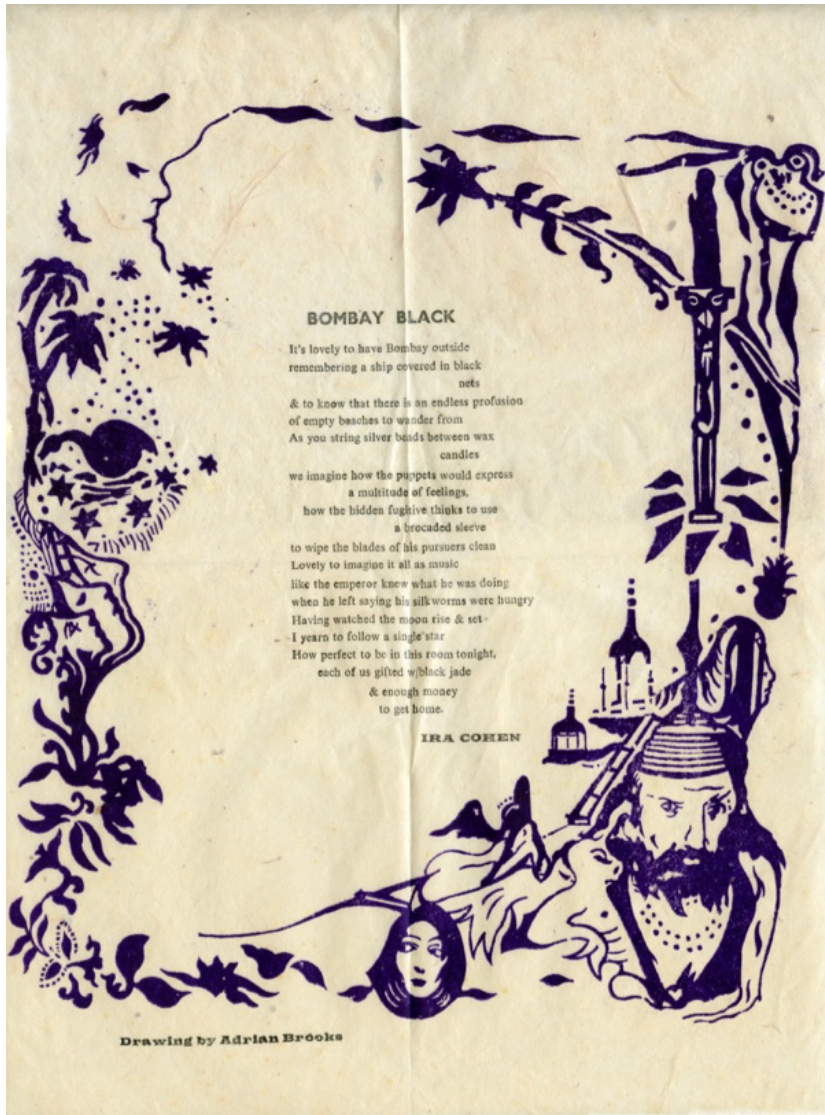 BOMBAY BLACK
It's lovely to have Bombay outside
remembering a ship covered in black
nets
& to know that there is an endless profusion
of empty beaches to wander from
As you string silver beads between wax
candles
we imagine how the puppets would express
a multitude of feelings,
how the hidden fugitive thinks to use
a brocaded sleeve
to wipe the blades of his pursuers clean
Lovely to imagine it all as music
like the emperor knew what he was doing
when he left saying his silkworms were hungry
Having watched the moon rise & set
I yearn to follow a single star
How perfect to be in this room tonight,
each of us gifted w/black jade
& enough money
to get home.
IRA COHEN
Drawing by Adrian Brooks